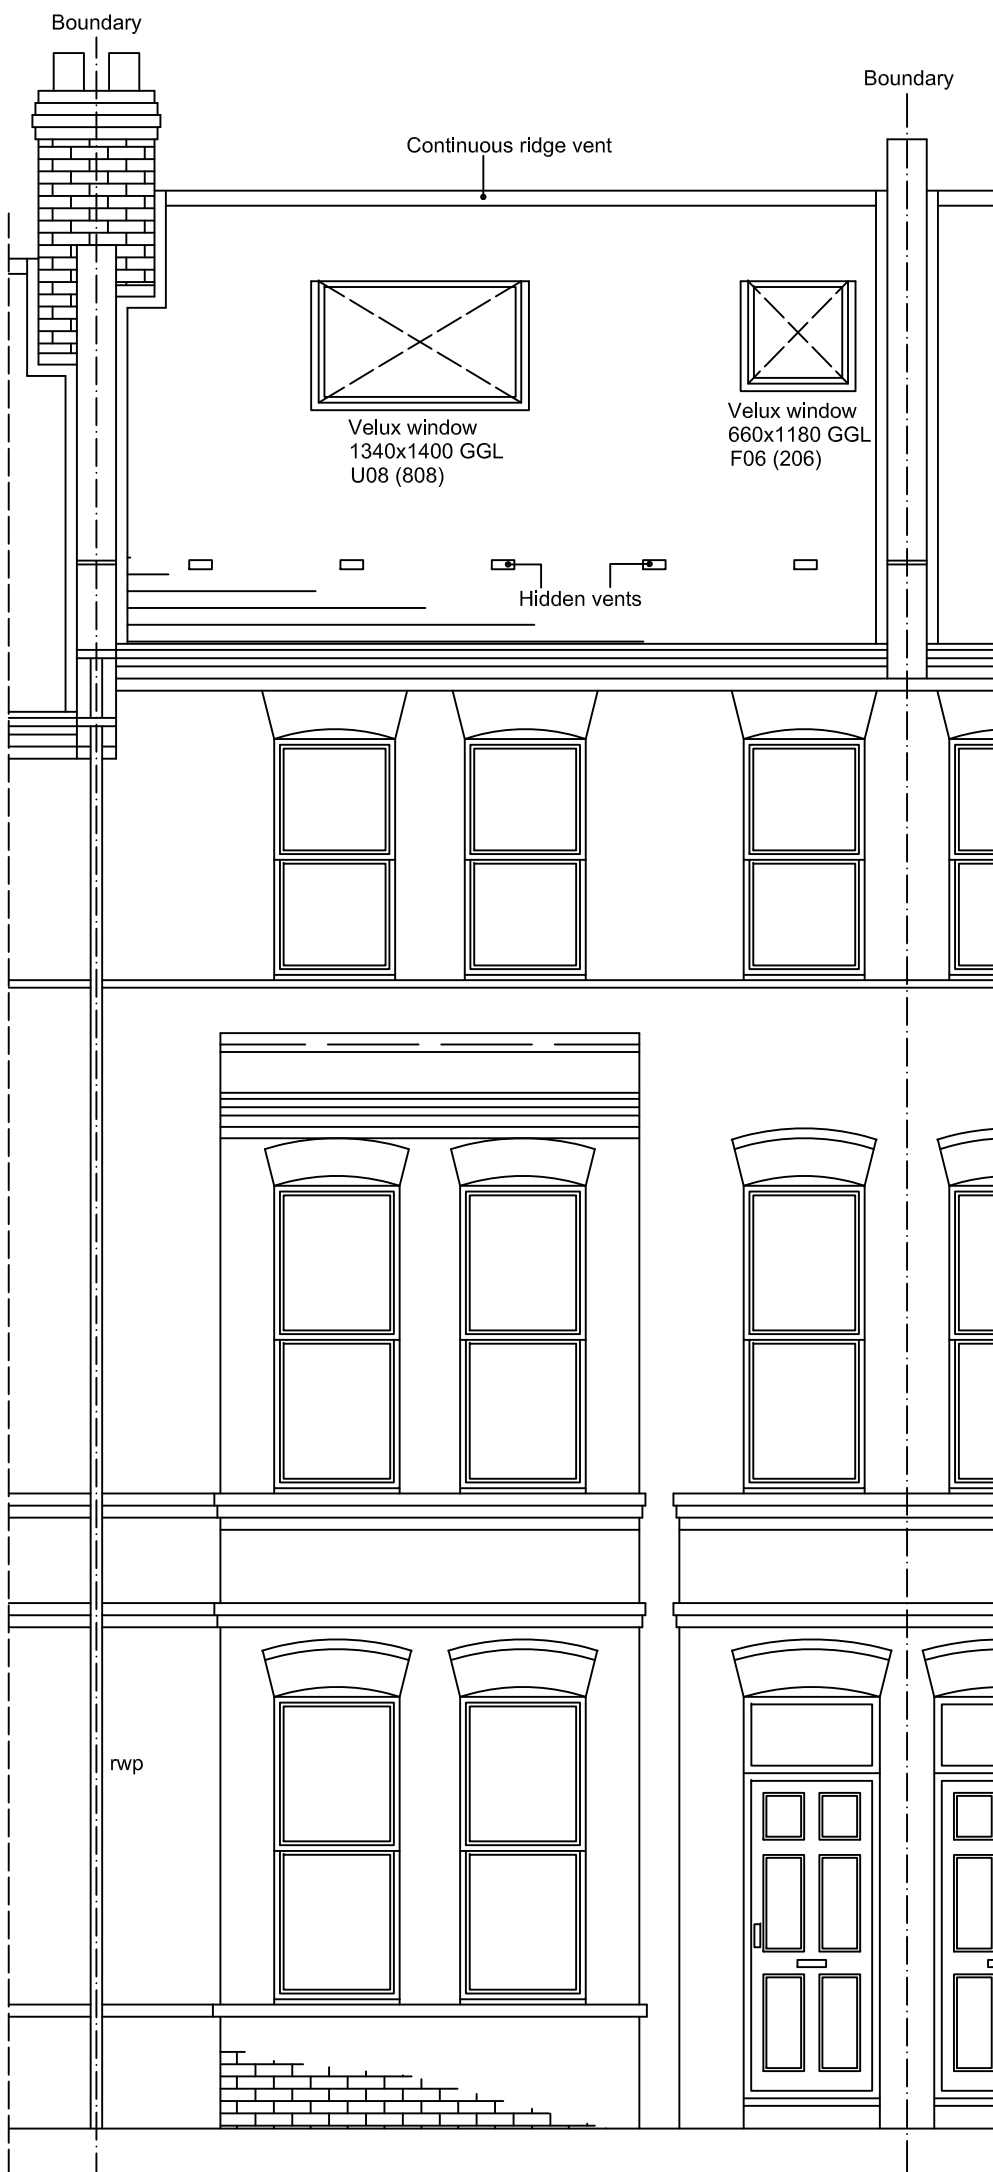 Boundary
Boundary
Continuous ridge vent
Velux window
1340x1400 GGL
U08 (808)
Velux window
660x1180 GGL
F06 (206)
Hidden vents
rwp